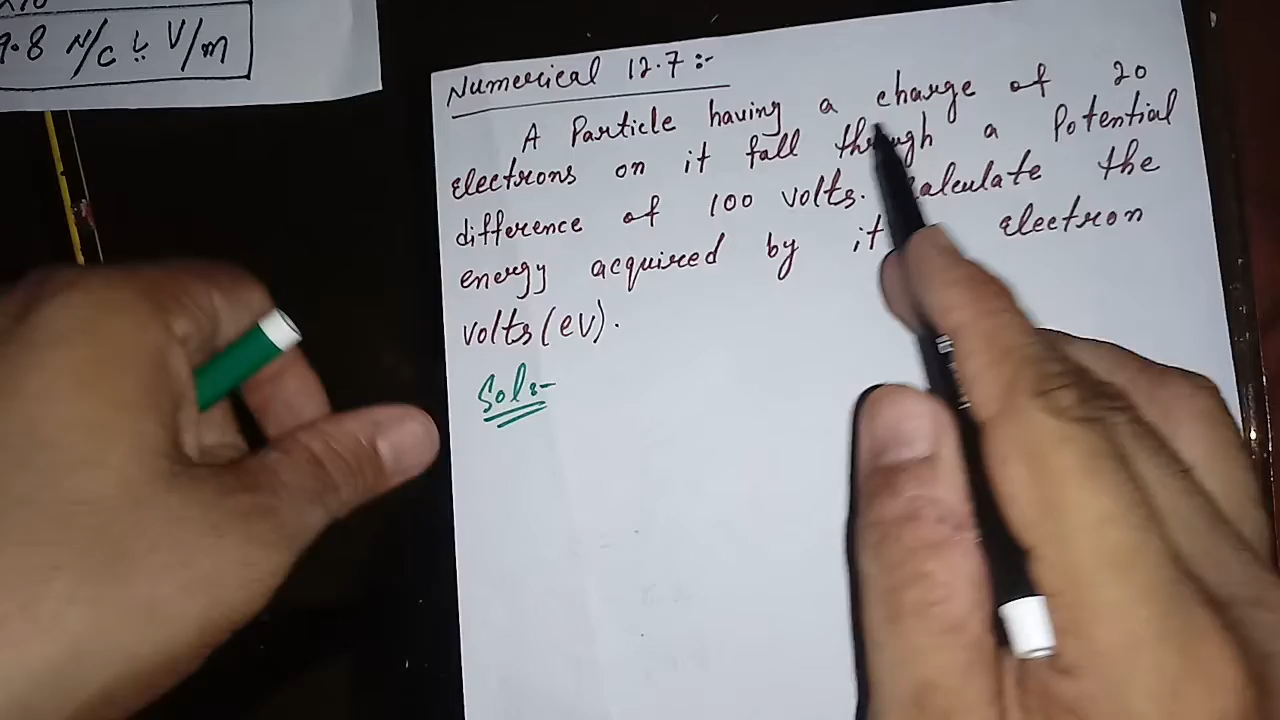 9.8 N/C ! V/m
Numerical 12.7:-
A Particle having a charge of 20
electrons on it fall through a Potential
difference of 100 volts. calculate the
energy acquired by it electron
volts (eV).
Sol:-